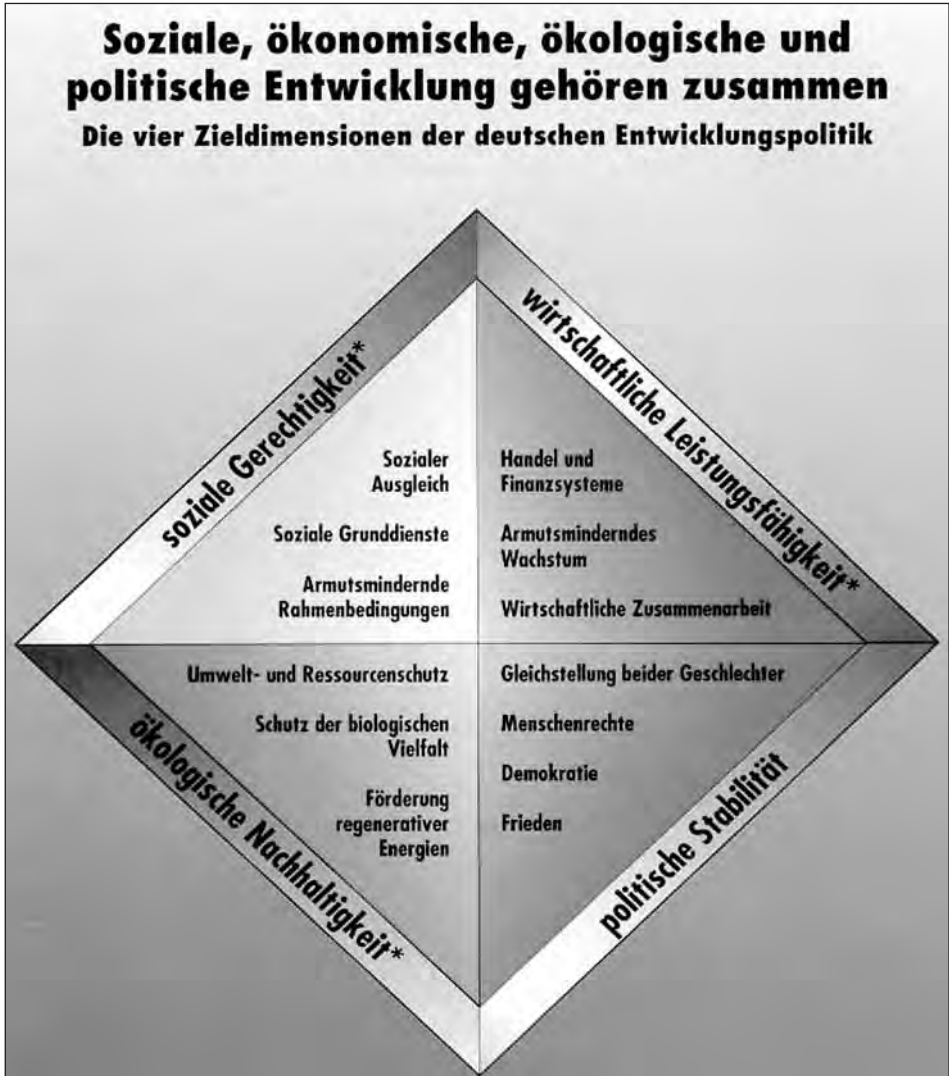 Soziale, ökonomische, ökologische und
politische Entwicklung gehören zusammen
Die vier Zieldimensionen der deutschen Entwicklungspolitik
soziale Gerechtigkeit*
Sozialer
Ausgleich
Soziale Grunddienste
Armutsmindernde
Rahmenbedingungen
wirtschaftliche Leistungsfähigkeit*
Handel und
Finanzsysteme
Armutsminderndes
Wachstum
Wirtschaftliche Zusammenarbeit
ökologische Nachhaltigkeit*
Umwelt- und Ressourcenschutz
Schutz der biologischen
Vielfalt
Förderung
regenerativer
Energien
politische Stabilität
Gleichstellung beider Geschlechter
Menschenrechte
Demokratie
Frieden